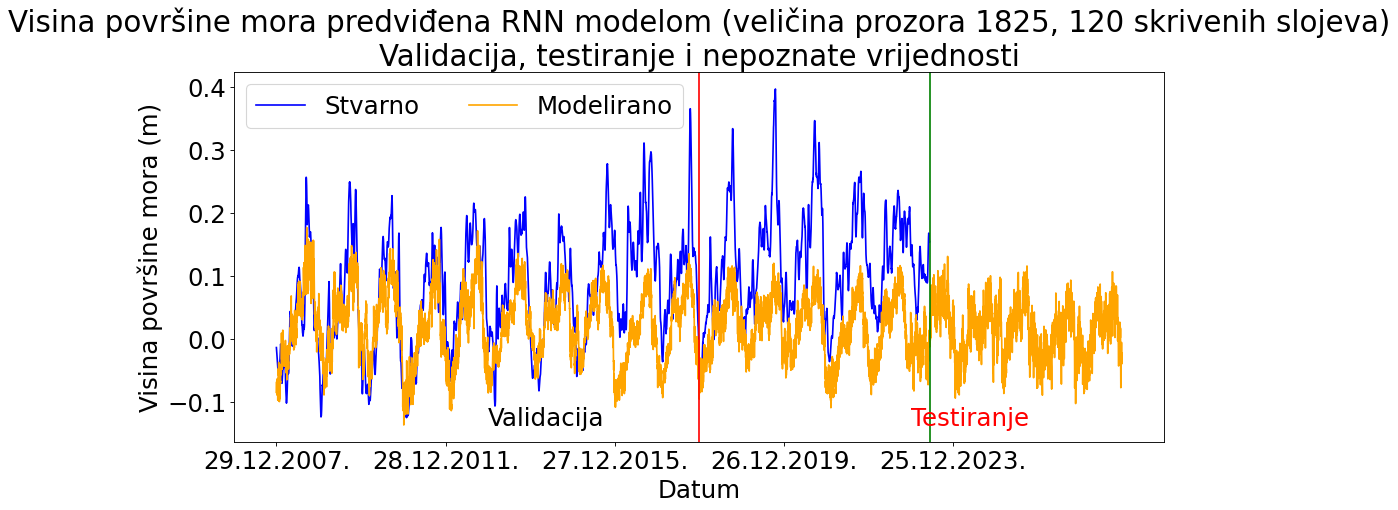 Visina površine mora predviđena RNN modelom (veličina prozora 1825, 120 skrivenih slojeva)
Validacija, testiranje i nepoznate vrijednosti
Stvarno
Modelirano
Visina površine mora (m)
0.4
0.3
0.2
0.1
0.0
−0.1
Validacija
Testiranje
29.12.2007.
28.12.2011.
27.12.2015.
26.12.2019.
25.12.2023.
Datum